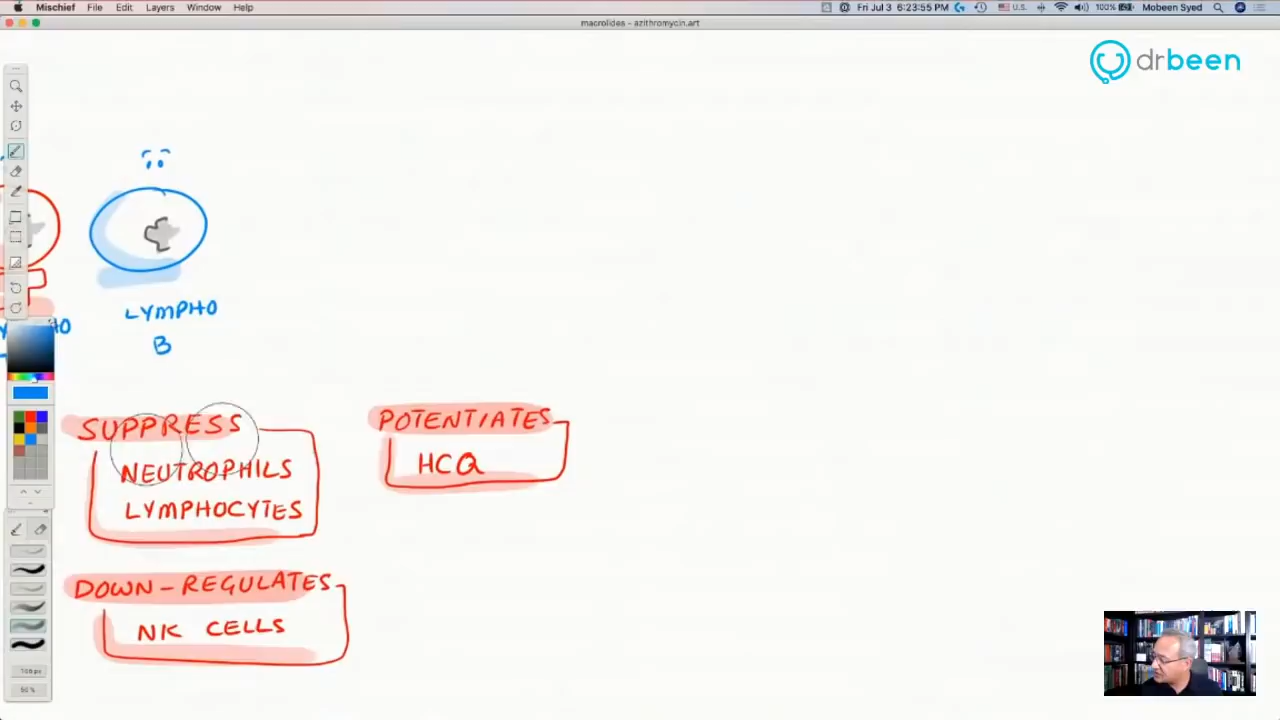 Mischief File Edit Layers Window Help U.S. 100% Fri Jul 3 6:23:55 PM Mobeen Syed
macrolides - azithromycin.art
drbeen
LYMPHO
B
SUPPRESS
NEUTROPHILS
LYMPHOCYTES
POTENTIATES
HCQ
DOWN-REGULATES
NK CELLS